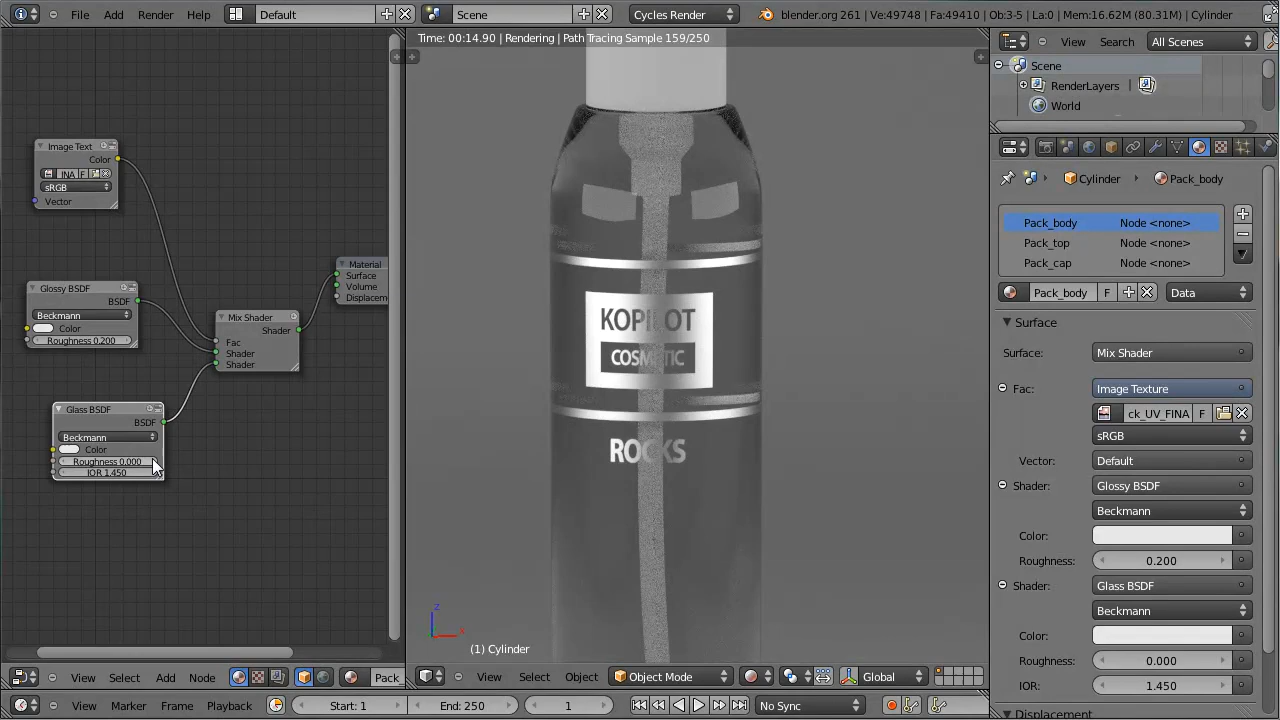 File Add Render Help Default Scene Cycles Render blender.org 261 | Ve:49748 | Fa:49410 | Ob:3-5 | La:0 | Mem:16.62M (80.31M) | Cylinder
Time: 00:14.90 | Rendering | Path Tracing Sample 159/250
View Search All Scenes
Scene
RenderLayers
World
Image Text
Color
INA F
sRGB
Vector
Glossy BSDF
BSDF
Beckmann
Color
Roughness 0.200
Glass BSDF
BSDF
Beckmann
Color
Roughness 0.000
IOR 1.450
Mix Shader
Shader
Fac
Shader
Shader
Material
Surface
Volume
Displacem
KOPILOT
COSMETIC
ROCKS
Z
X
(1) Cylinder
Cylinder Pack_body
Pack_body Node <none>
Pack_top Node <none>
Pack_cap Node <none>
Pack_body F Data
Surface
Surface: Mix Shader
Fac: Image Texture
ck_UV_FINA F
sRGB
Vector: Default
Shader: Glossy BSDF
Beckmann
Color:
Roughness: 0.200
Shader: Glass BSDF
Beckmann
Color:
Roughness: 0.000
IOR: 1.450
Displacement
View Select Add Node Pack
View Select Object Object Mode Global
View Marker Frame Playback Start: 1 End: 250 1 No Sync